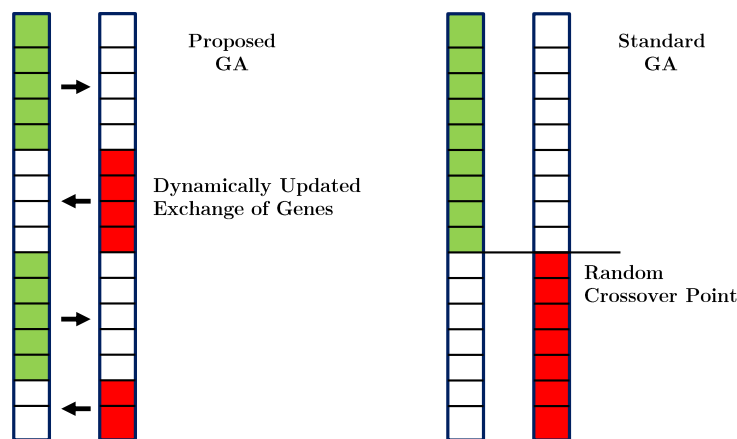 Proposed
GA
Dynamically Updated
Exchange of Genes
Standard
GA
Random
Crossover Point